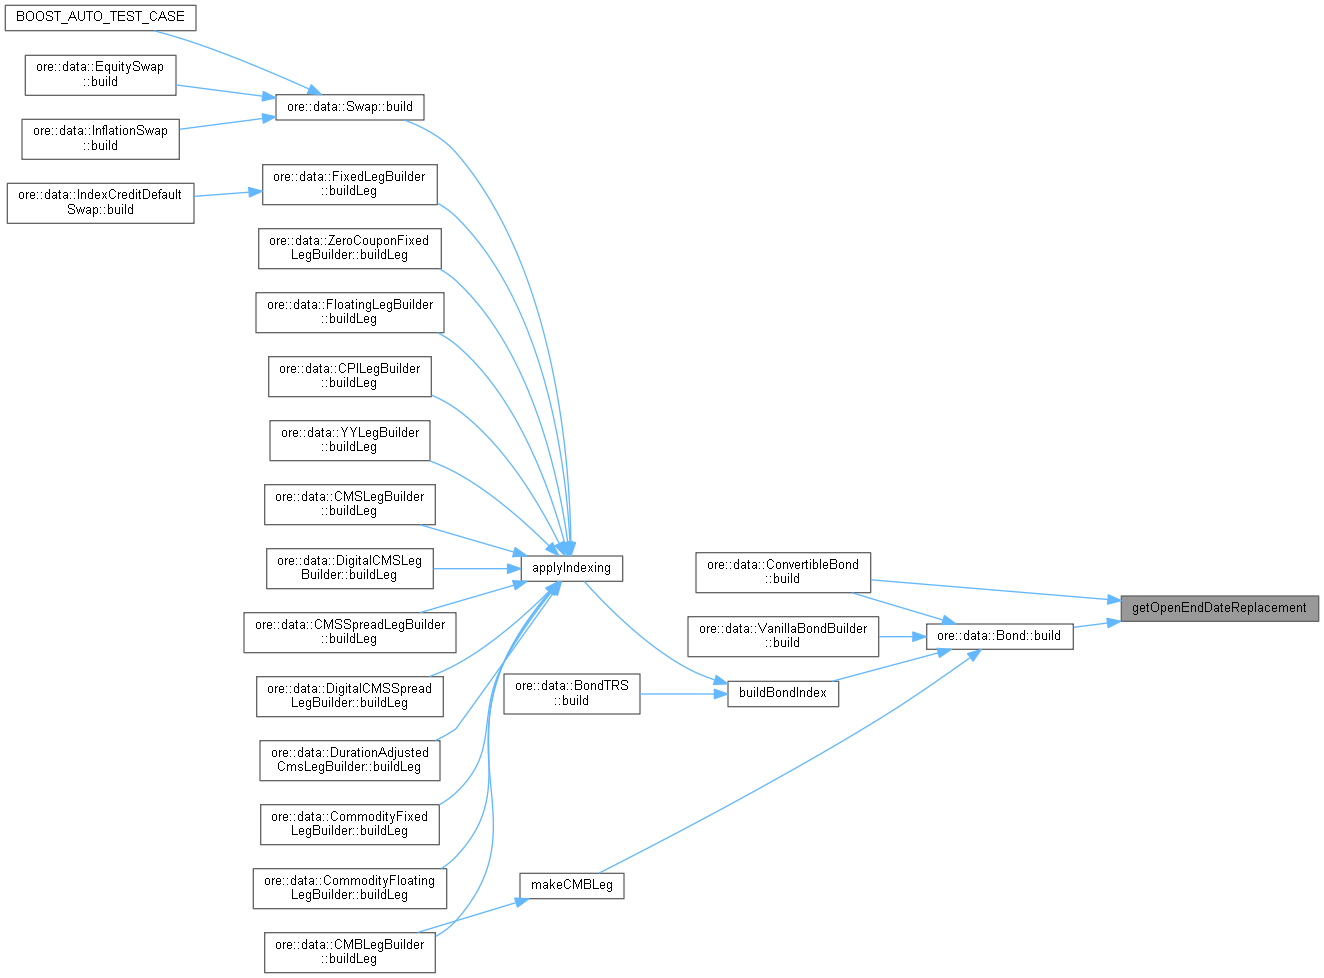 BOOST_AUTO_TEST_CASE
ore::data::EquitySwap
::build
ore::data::Swap::build
ore::data::InflationSwap
::build
ore::data::FixedLegBuilder
::buildLeg
ore::data::IndexCreditDefault
Swap::build
ore::data::ZeroCouponFixed
LegBuilder::buildLeg
ore::data::FloatingLegBuilder
::buildLeg
ore::data::CPILegBuilder
::buildLeg
ore::data::YYLegBuilder
::buildLeg
ore::data::CMSLegBuilder
::buildLeg
ore::data::DigitalCMSLeg
Builder::buildLeg
applyIndexing
ore::data::ConvertibleBond
::build
getOpenEndDateReplacement
ore::data::CMSSpreadLegBuilder
::buildLeg
ore::data::VanillaBondBuilder
::build
ore::data::Bond::build
ore::data::DigitalCMSSpread
LegBuilder::buildLeg
ore::data::BondTRS
::build
buildBondIndex
ore::data::DurationAdjusted
CmsLegBuilder::buildLeg
ore::data::CommodityFixed
LegBuilder::buildLeg
ore::data::CommodityFloating
LegBuilder::buildLeg
makeCMBLeg
ore::data::CMBLegBuilder
::buildLeg